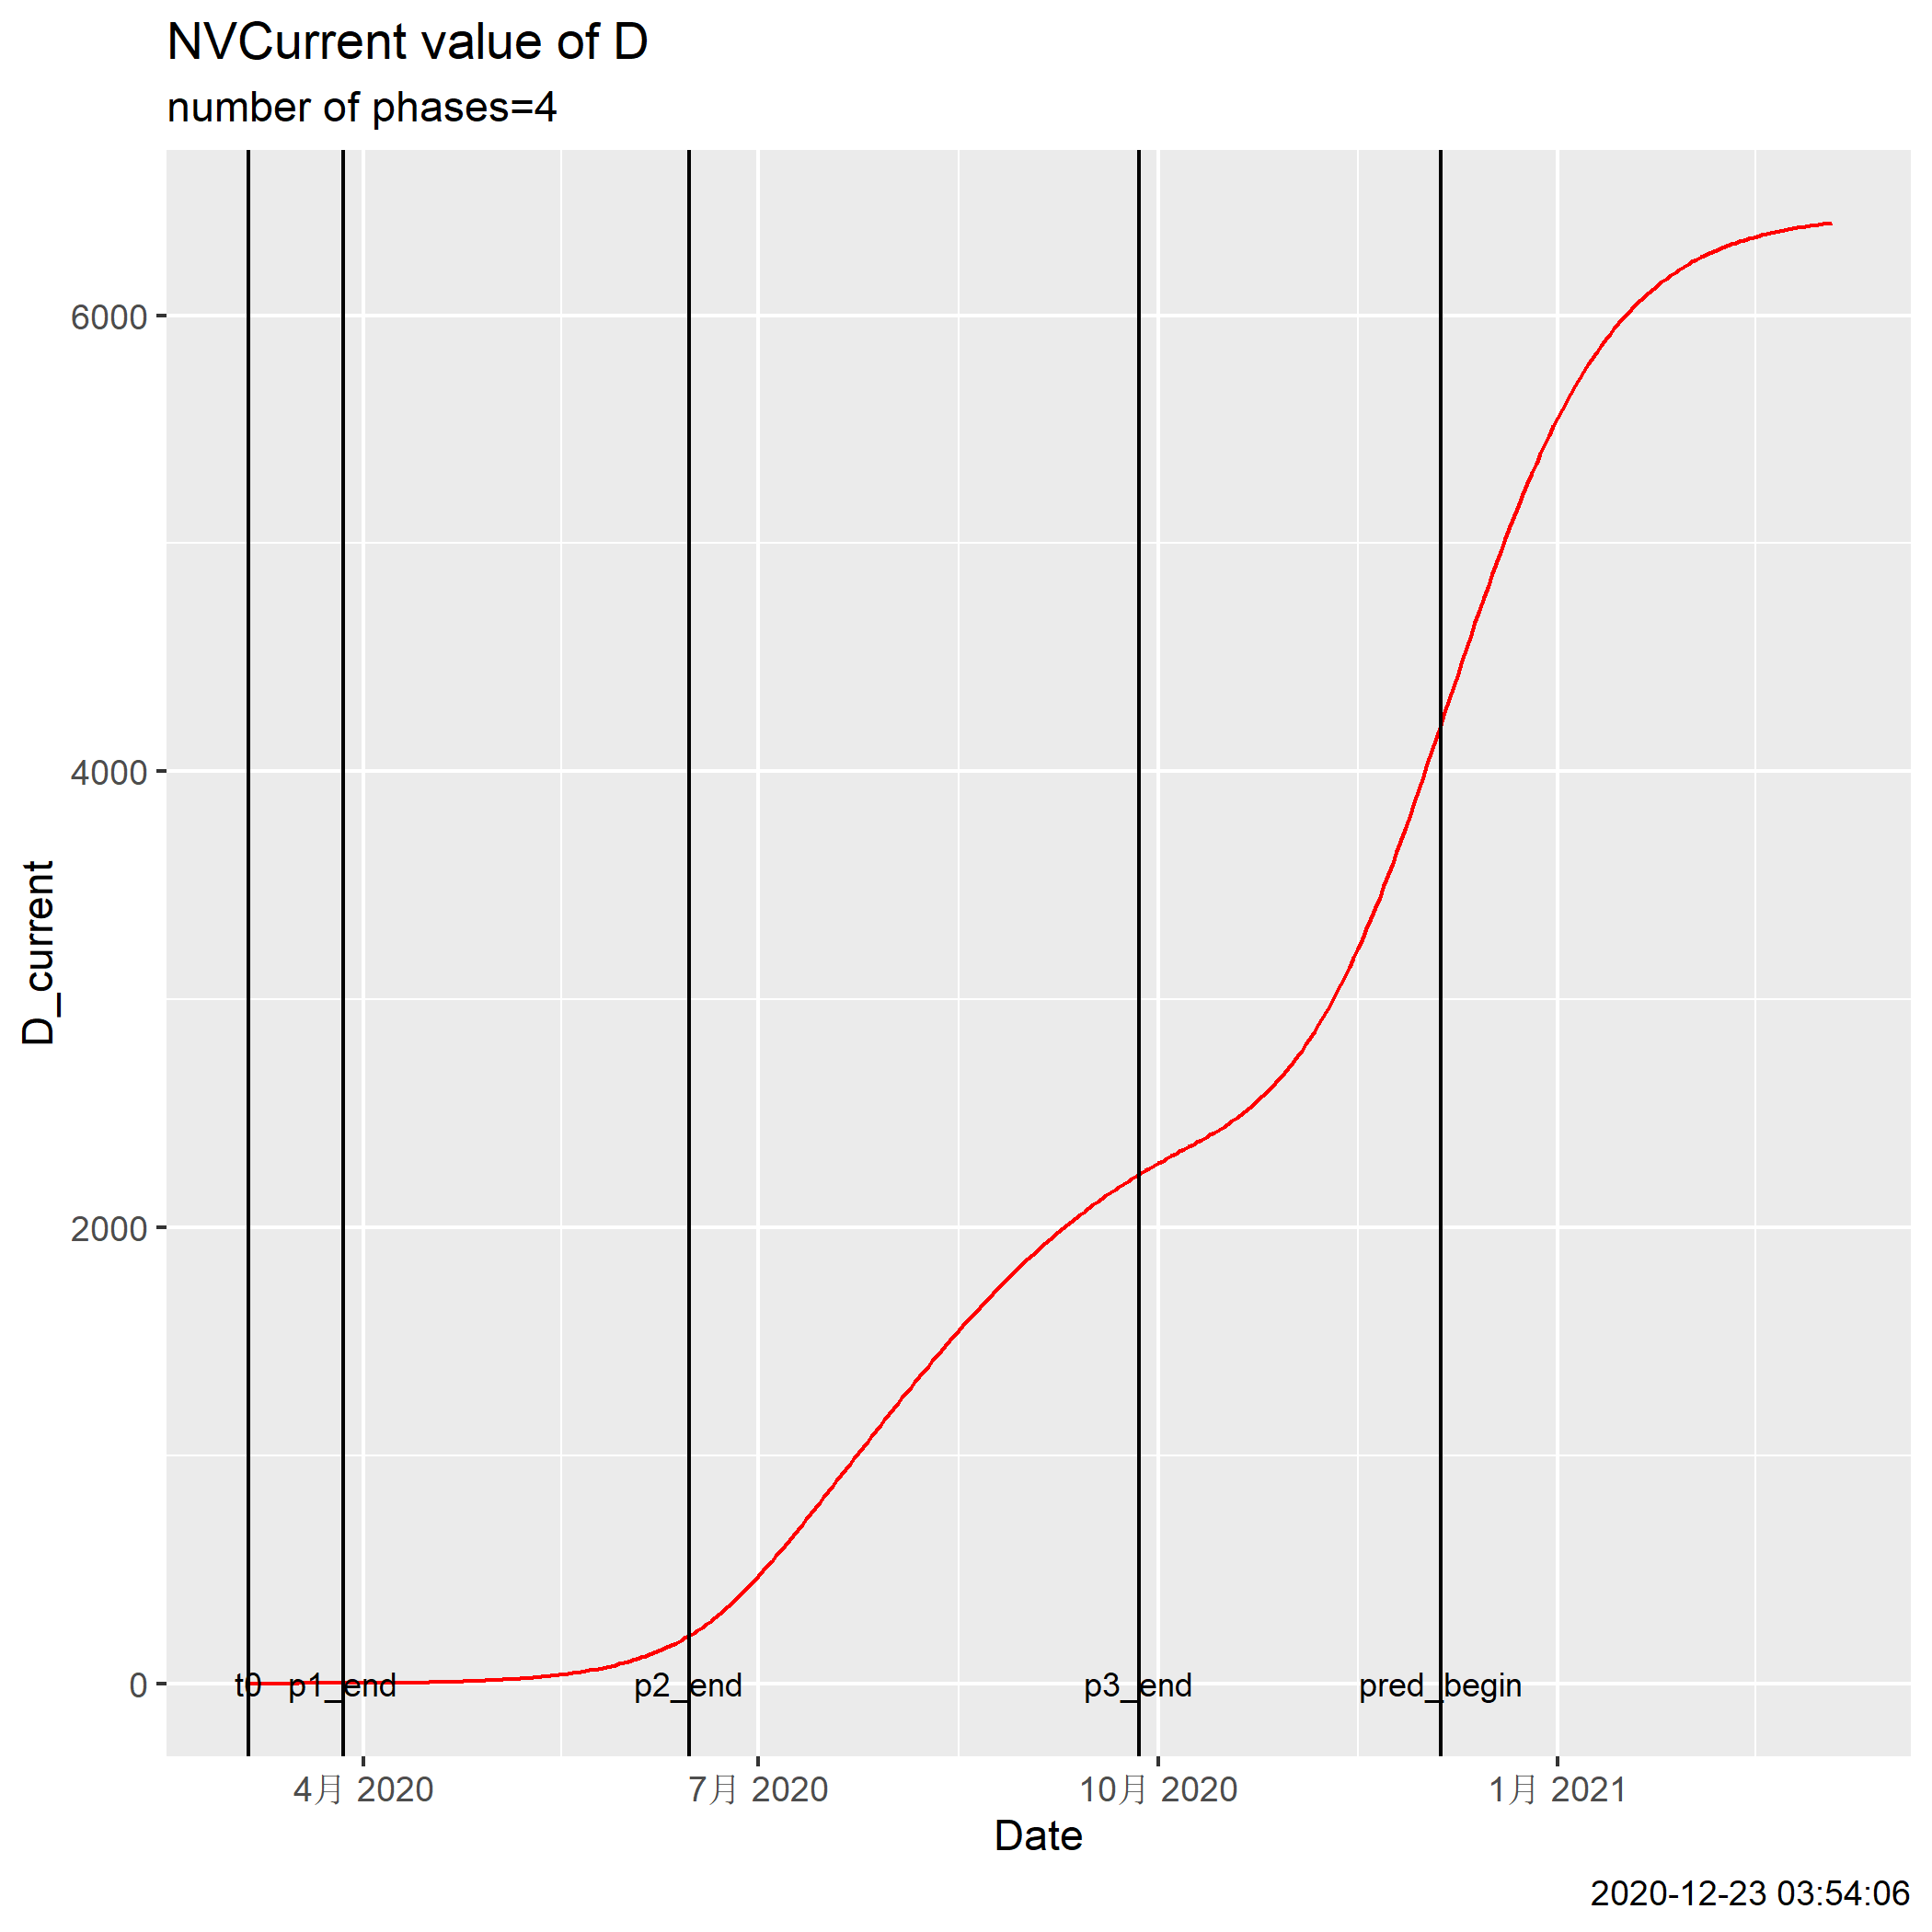 NVCurrent value of D
number of phases=4
D_current
6000
4000
2000
0
t0 p1_end p2_end p3_end pred_begin
4月 2020 7月 2020 10月 2020 1月 2021
Date
2020-12-23 03:54:06